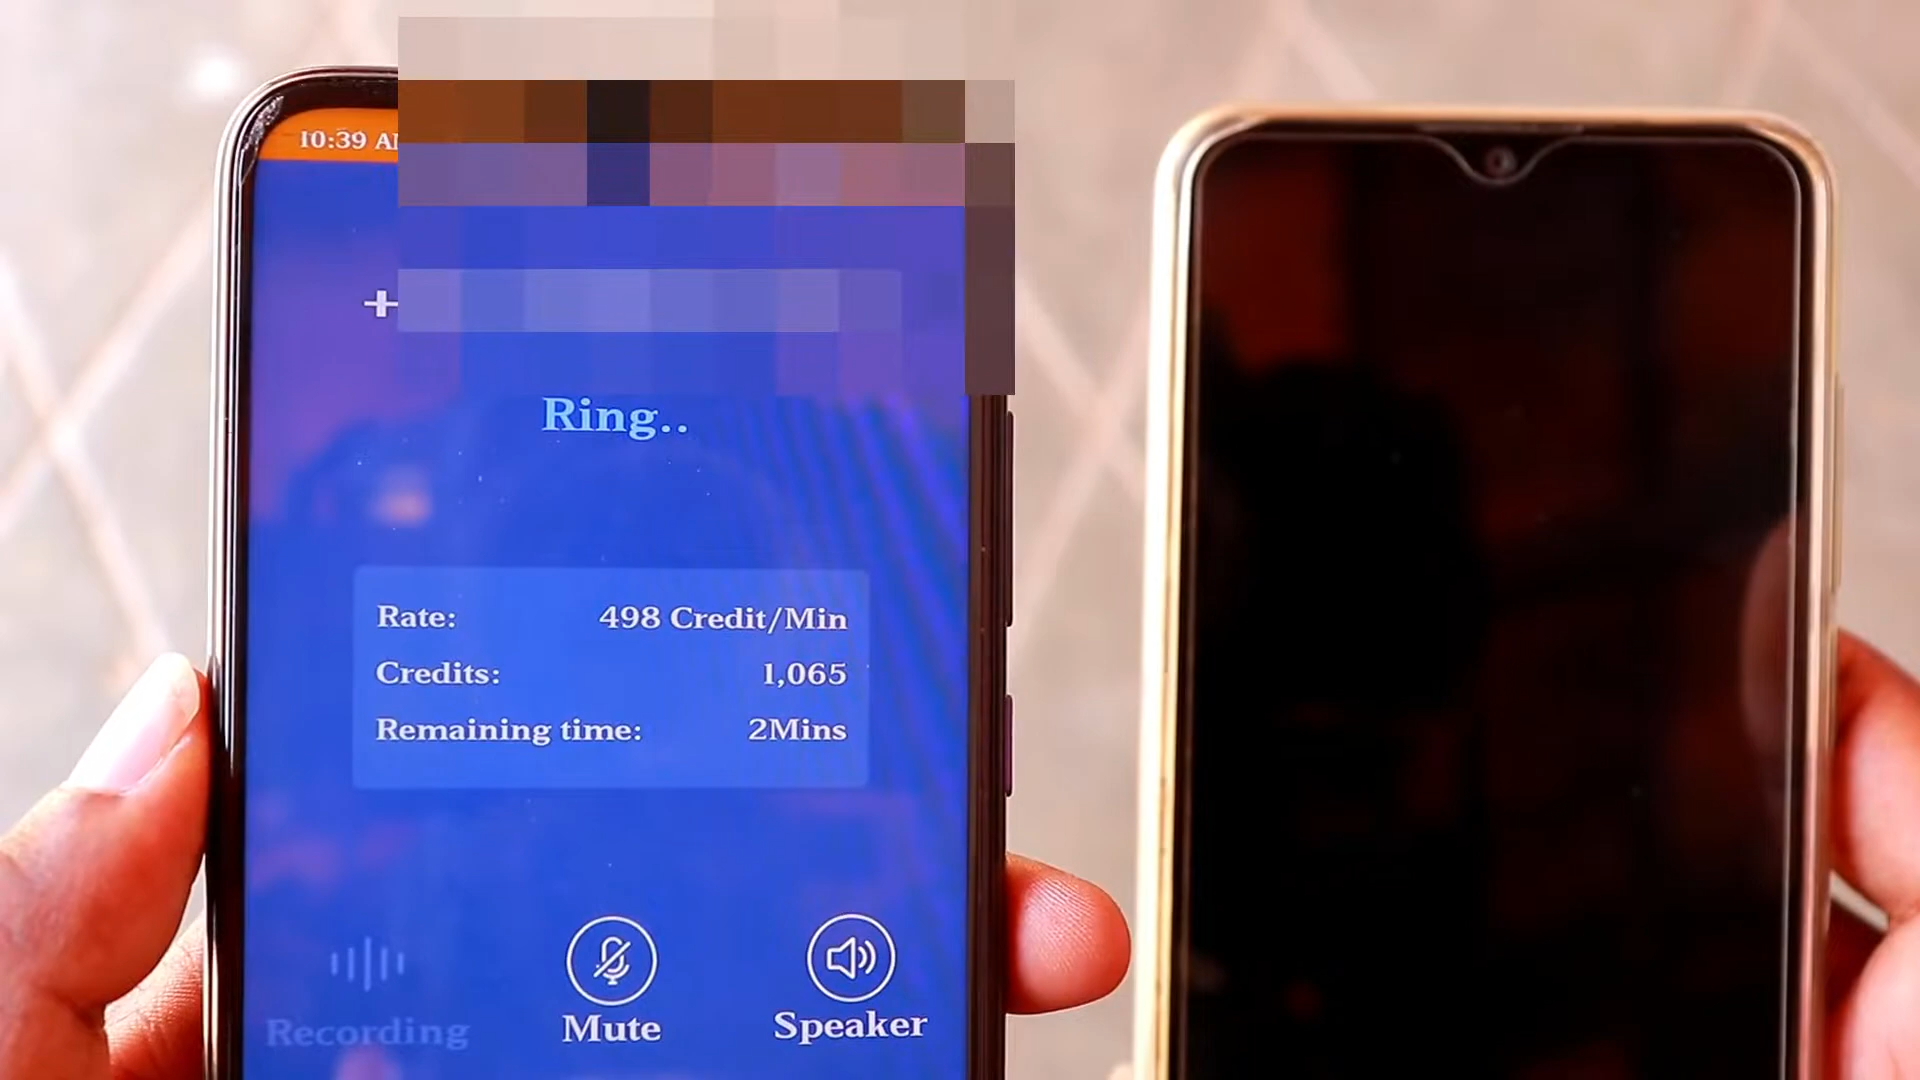 10:39 A
+
Ring..
Rate: 498 Credit/Min
Credits: 1,065
Remaining time: 2Mins
Recording Mute Speaker